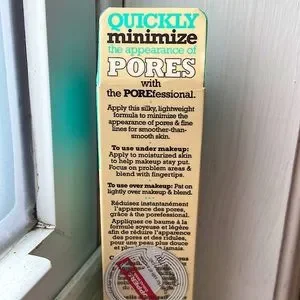 QUICKLY
minimize
the appearance of
PORES
with
the POREfessional.
Apply this silky, lightweight
formula to minimize the
appearance of pores & fine
lines for smoother-than-
smooth skin.
To use under makeup:
Apply to moisturized skin
to help makeup stay put.
Focus on problem areas &
blend with fingertips.
To use over makeup: Pat on
lightly over makeup & blend.
Réduisez instantanément
l'apparence des pores,
grâce à the porefessional.
Appliquez ce baume à la
formule soyeuse et légère
afin de réduire l'apparence
des pores et des ridules,
pour une peau plus douce
et